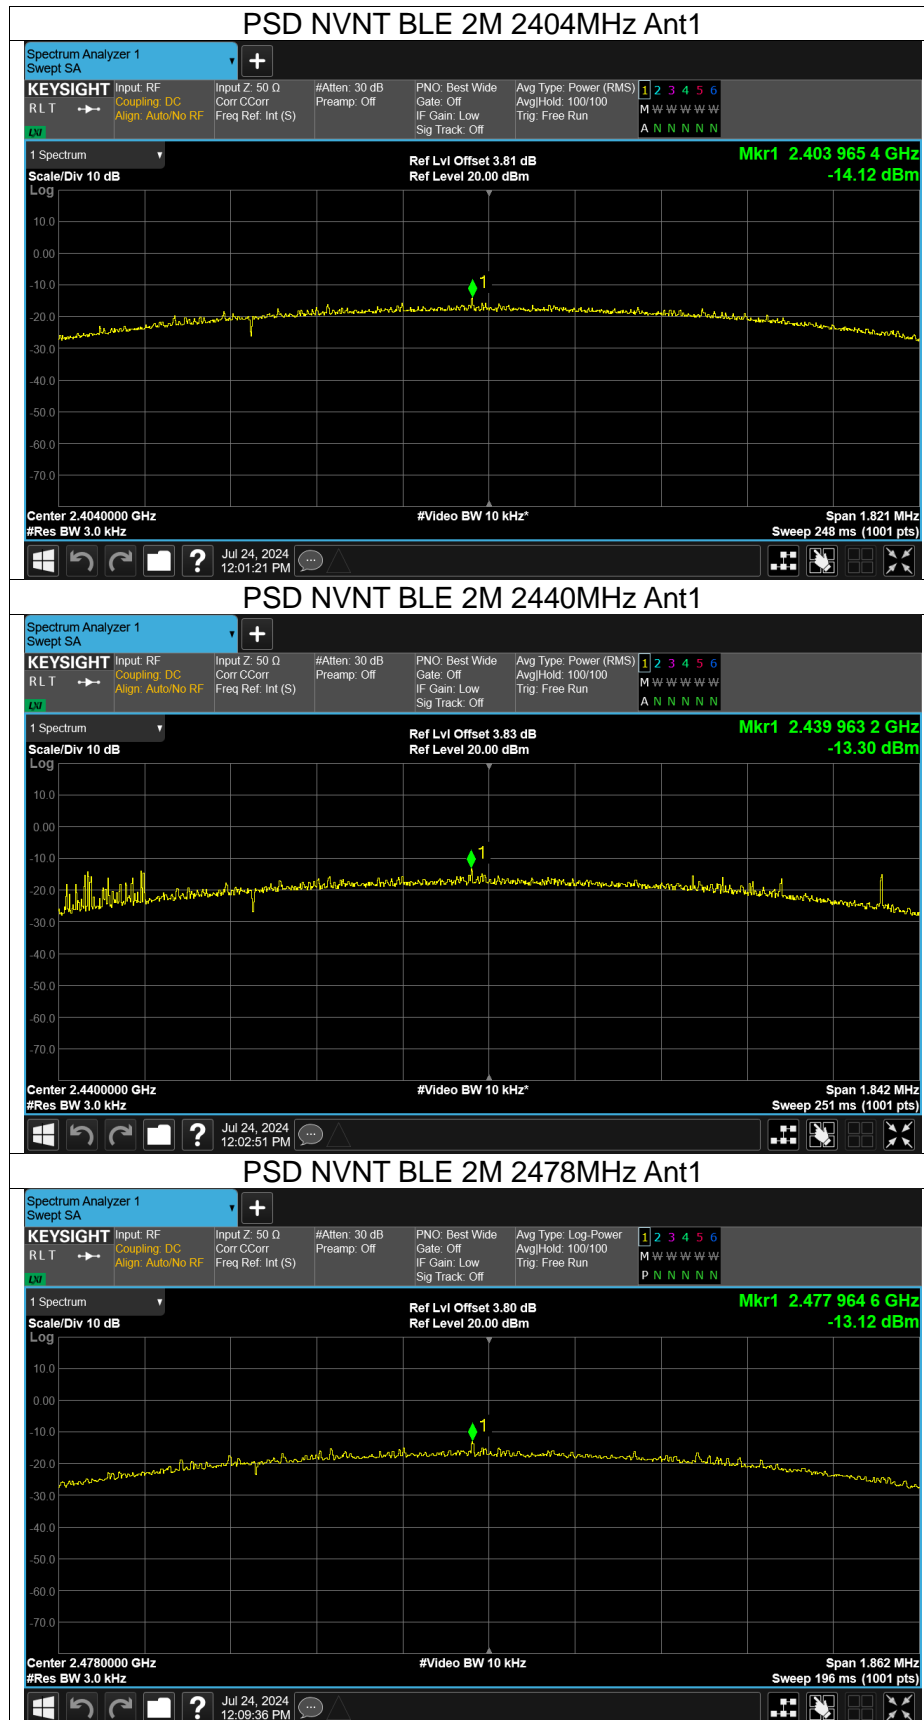 PSD NVNT BLE 2M 2404MHz Ant1
Spectrum Analyzer 1
Swept SA
KEYSIGHT Input: RF Input Z: 50 Ω #Atten: 30 dB PNO: Best Wide Avg Type: Power (RMS) 1 2 3 4 5 6
RLT Coupling: DC Corr CCorr Preamp: Off Gate: Off Avg|Hold: 100/100 M W W W W W
Align: Auto/No RF Freq Ref: Int (S) IF Gain: Low Trig: Free Run
LXI Sig Track: Off A N N N N N
1 Spectrum Ref Lvl Offset 3.81 dB Mkr1 2.403 965 4 GHz
Scale/Div 10 dB Ref Level 20.00 dBm -14.12 dBm
Log
10.0
0.00
1
-10.0
-20.0
-30.0
-40.0
-50.0
-60.0
-70.0
Center 2.4040000 GHz #Video BW 10 kHz* Span 1.821 MHz
#Res BW 3.0 kHz Sweep 248 ms (1001 pts)
? Jul 24, 2024
12:01:21 PM
PSD NVNT BLE 2M 2440MHz Ant1
Spectrum Analyzer 1
Swept SA
KEYSIGHT Input: RF Input Z: 50 Ω #Atten: 30 dB PNO: Best Wide Avg Type: Power (RMS) 1 2 3 4 5 6
RLT Coupling: DC Corr CCorr Preamp: Off Gate: Off Avg|Hold: 100/100 M W W W W W
Align: Auto/No RF Freq Ref: Int (S) IF Gain: Low Trig: Free Run
LXI Sig Track: Off A N N N N N
1 Spectrum Ref Lvl Offset 3.83 dB Mkr1 2.439 963 2 GHz
Scale/Div 10 dB Ref Level 20.00 dBm -13.30 dBm
Log
10.0
0.00
1
-10.0
-20.0
-30.0
-40.0
-50.0
-60.0
-70.0
Center 2.4400000 GHz #Video BW 10 kHz* Span 1.842 MHz
#Res BW 3.0 kHz Sweep 251 ms (1001 pts)
? Jul 24, 2024
12:02:51 PM
PSD NVNT BLE 2M 2478MHz Ant1
Spectrum Analyzer 1
Swept SA
KEYSIGHT Input: RF Input Z: 50 Ω #Atten: 30 dB PNO: Best Wide Avg Type: Log-Power 1 2 3 4 5 6
RLT Coupling: DC Corr CCorr Preamp: Off Gate: Off Avg|Hold: 100/100 M W W W W W
Align: Auto/No RF Freq Ref: Int (S) IF Gain: Low Trig: Free Run
LXI Sig Track: Off P N N N N N
1 Spectrum Ref Lvl Offset 3.80 dB Mkr1 2.477 964 6 GHz
Scale/Div 10 dB Ref Level 20.00 dBm -13.12 dBm
Log
10.0
0.00
1
-10.0
-20.0
-30.0
-40.0
-50.0
-60.0
-70.0
Center 2.4780000 GHz #Video BW 10 kHz Span 1.862 MHz
#Res BW 3.0 kHz Sweep 196 ms (1001 pts)
? Jul 24, 2024
12:09:36 PM